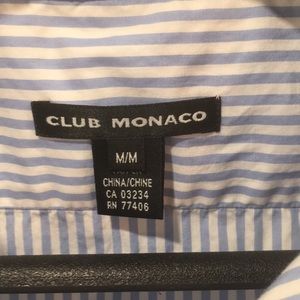 CLUB MONACO
M/M
CHINA/CHINE
CA 03234
RN 77406